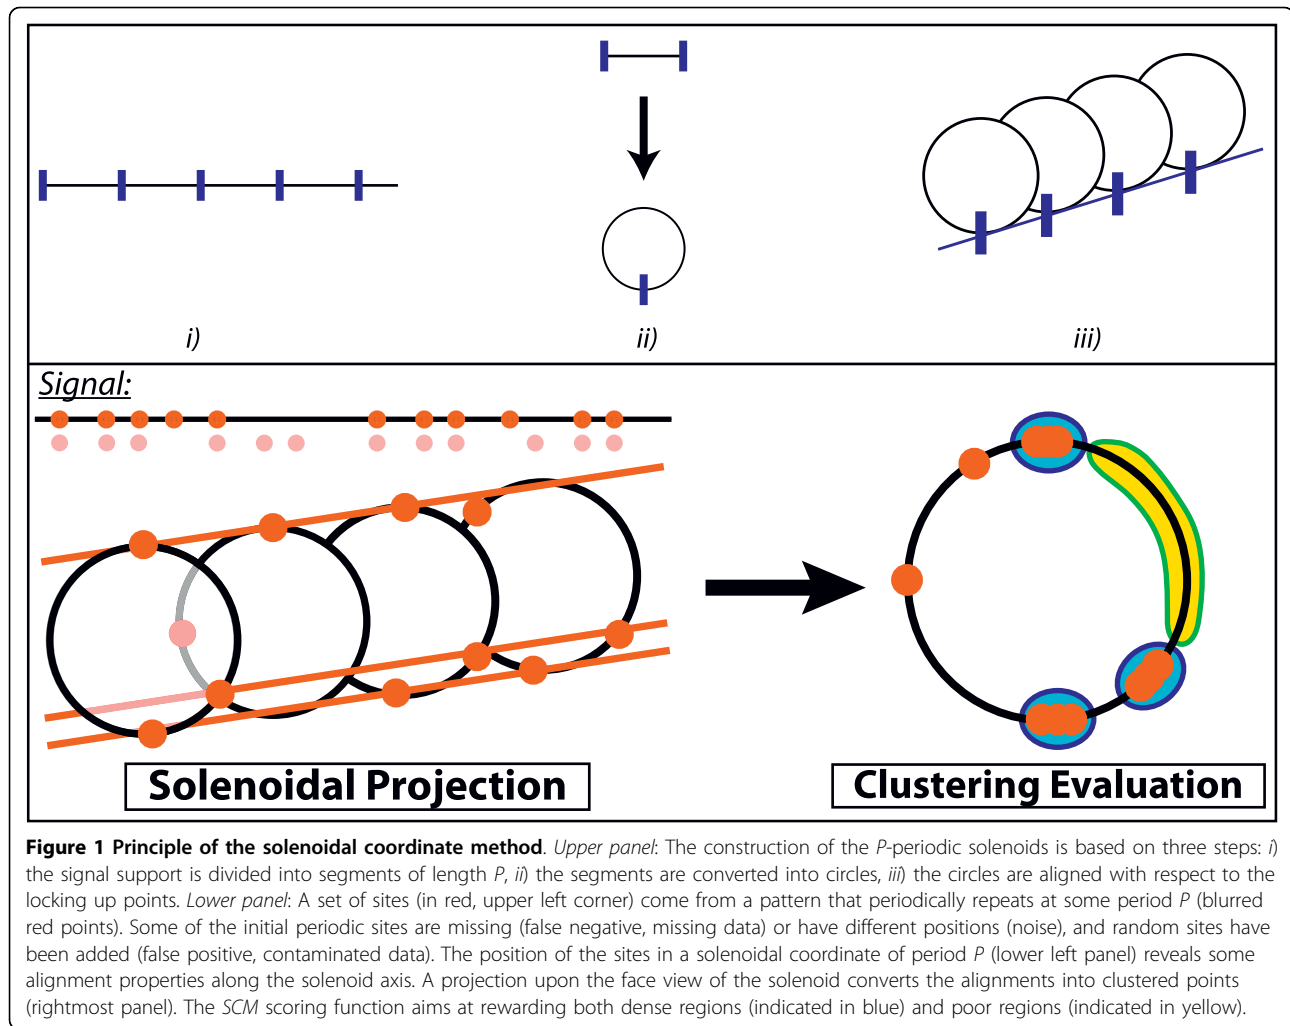 i)
ii)
iii)
Signal:
Solenoidal Projection
Clustering Evaluation
Figure 1 Principle of the solenoidal coordinate method. Upper panel: The construction of the P-periodic solenoids is based on three steps: i)
the signal support is divided into segments of length P, ii) the segments are converted into circles, iii) the circles are aligned with respect to the
locking up points. Lower panel: A set of sites (in red, upper left corner) come from a pattern that periodically repeats at some period P (blurred
red points). Some of the initial periodic sites are missing (false negative, missing data) or have different positions (noise), and random sites have
been added (false positive, contaminated data). The position of the sites in a solenoidal coordinate of period P (lower left panel) reveals some
alignment properties along the solenoid axis. A projection upon the face view of the solenoid converts the alignments into clustered points
(rightmost panel). The SCM scoring function aims at rewarding both dense regions (indicated in blue) and poor regions (indicated in yellow).